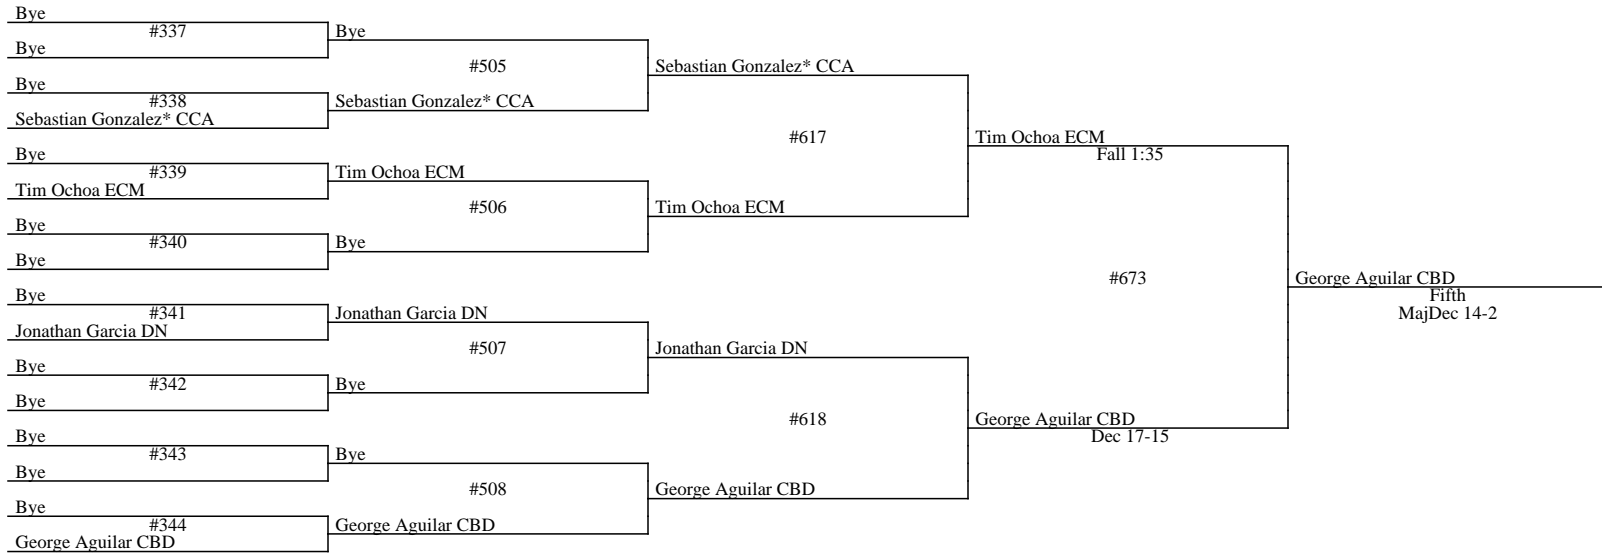 Bye
#337
Bye
Bye
#338
Sebastian Gonzalez* CCA
Bye
#339
Tim Ochoa ECM
Bye
#340
Bye
Bye
#341
Jonathan Garcia DN
Bye
#342
Bye
Bye
#343
Bye
Bye
#344
George Aguilar CBD
Bye
#505
Sebastian Gonzalez* CCA
Tim Ochoa ECM
#506
Bye
Jonathan Garcia DN
#507
Bye
Bye
#508
George Aguilar CBD
Sebastian Gonzalez* CCA
#617
Tim Ochoa ECM
Jonathan Garcia DN
#618
George Aguilar CBD
Tim Ochoa ECM
Fall 1:35
#673
George Aguilar CBD
Dec 17-15
George Aguilar CBD
Fifth
MajDec 14-2